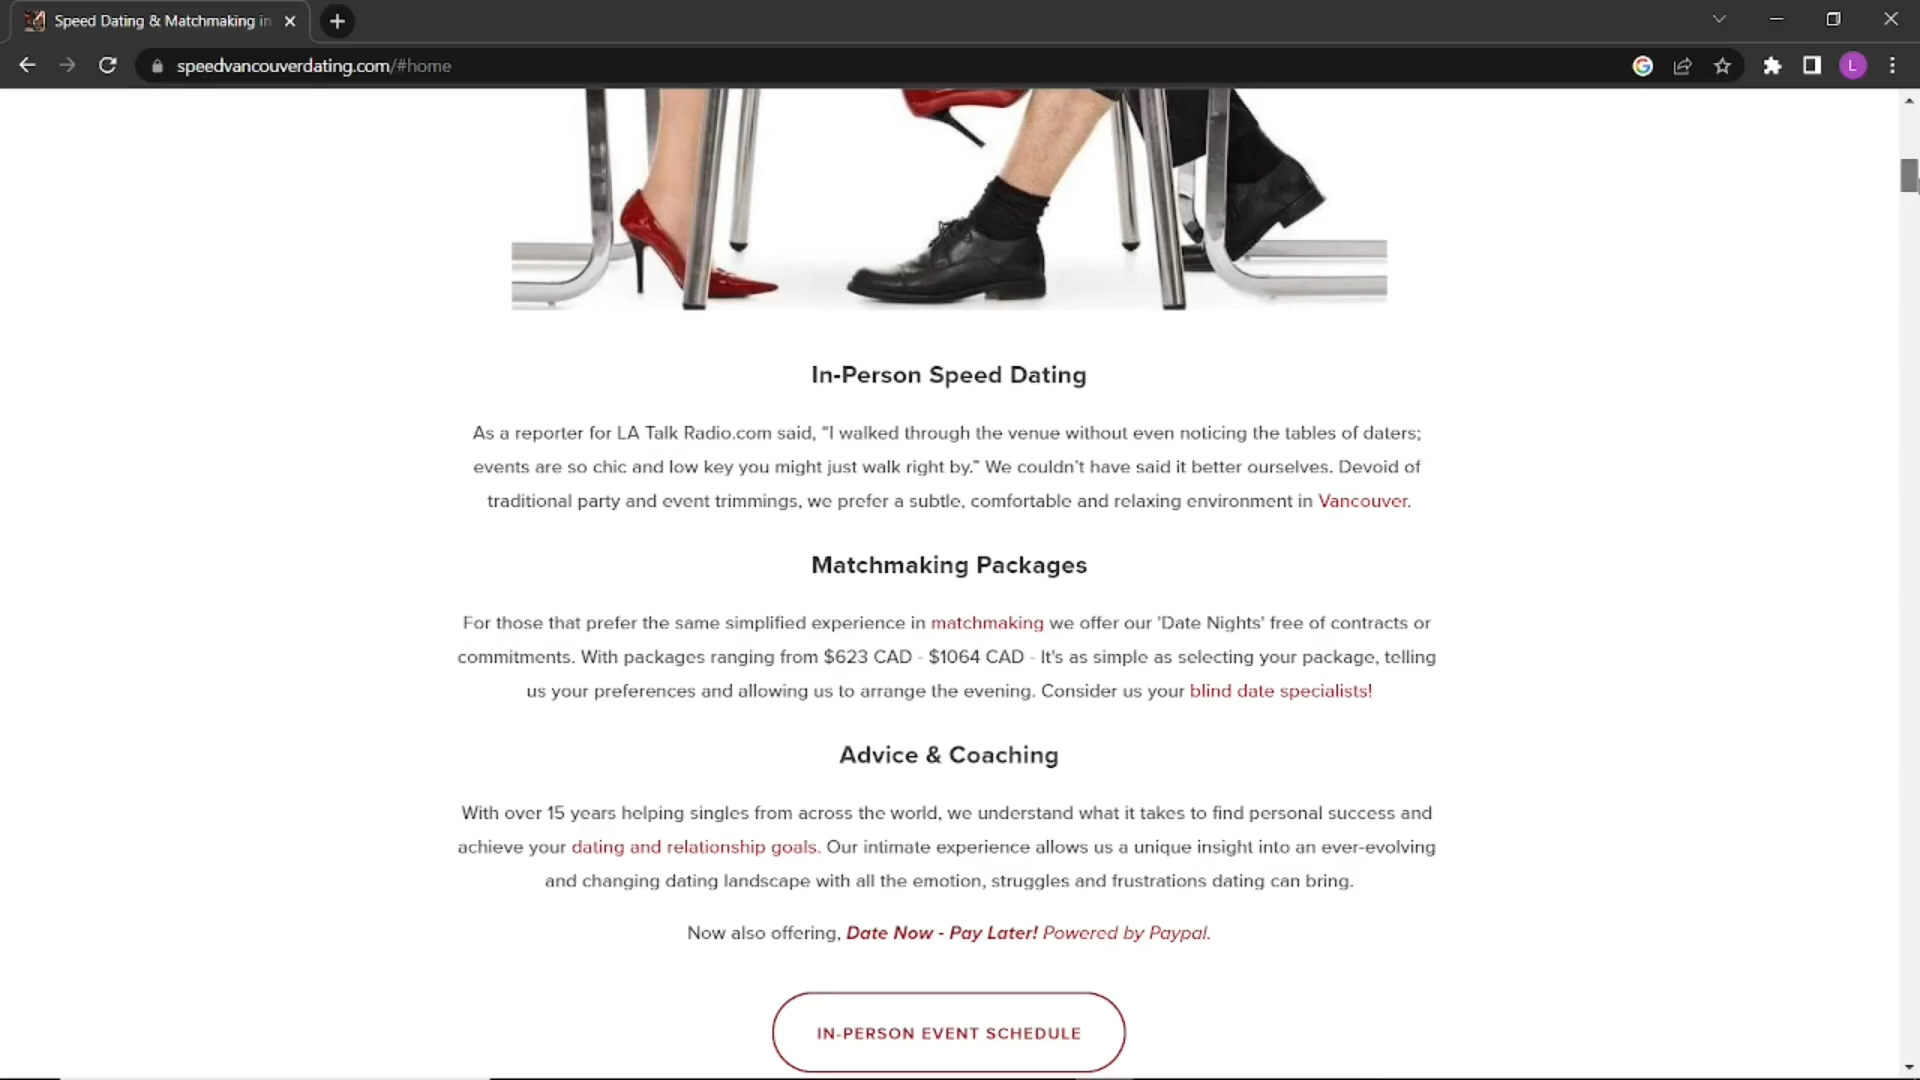 Speed Dating & Matchmaking in
speedvancouverdating.com/#home
L
In-Person Speed Dating
As a reporter for LA Talk Radio.com said, "I walked through the venue without even noticing the tables of daters;
events are so chic and low key you might just walk right by." We couldn't have said it better ourselves. Devoid of
traditional party and event trimmings, we prefer a subtle, comfortable and relaxing environment in Vancouver.
Matchmaking Packages
For those that prefer the same simplified experience in matchmaking we offer our 'Date Nights' free of contracts or
commitments. With packages ranging from $623 CAD - $1064 CAD - It's as simple as selecting your package, telling
us your preferences and allowing us to arrange the evening. Consider us your blind date specialists!
Advice & Coaching
With over 15 years helping singles from across the world, we understand what it takes to find personal success and
achieve your dating and relationship goals. Our intimate experience allows us a unique insight into an ever-evolving
and changing dating landscape with all the emotion, struggles and frustrations dating can bring.
Now also offering, Date Now - Pay Later! Powered by Paypal.
IN-PERSON EVENT SCHEDULE